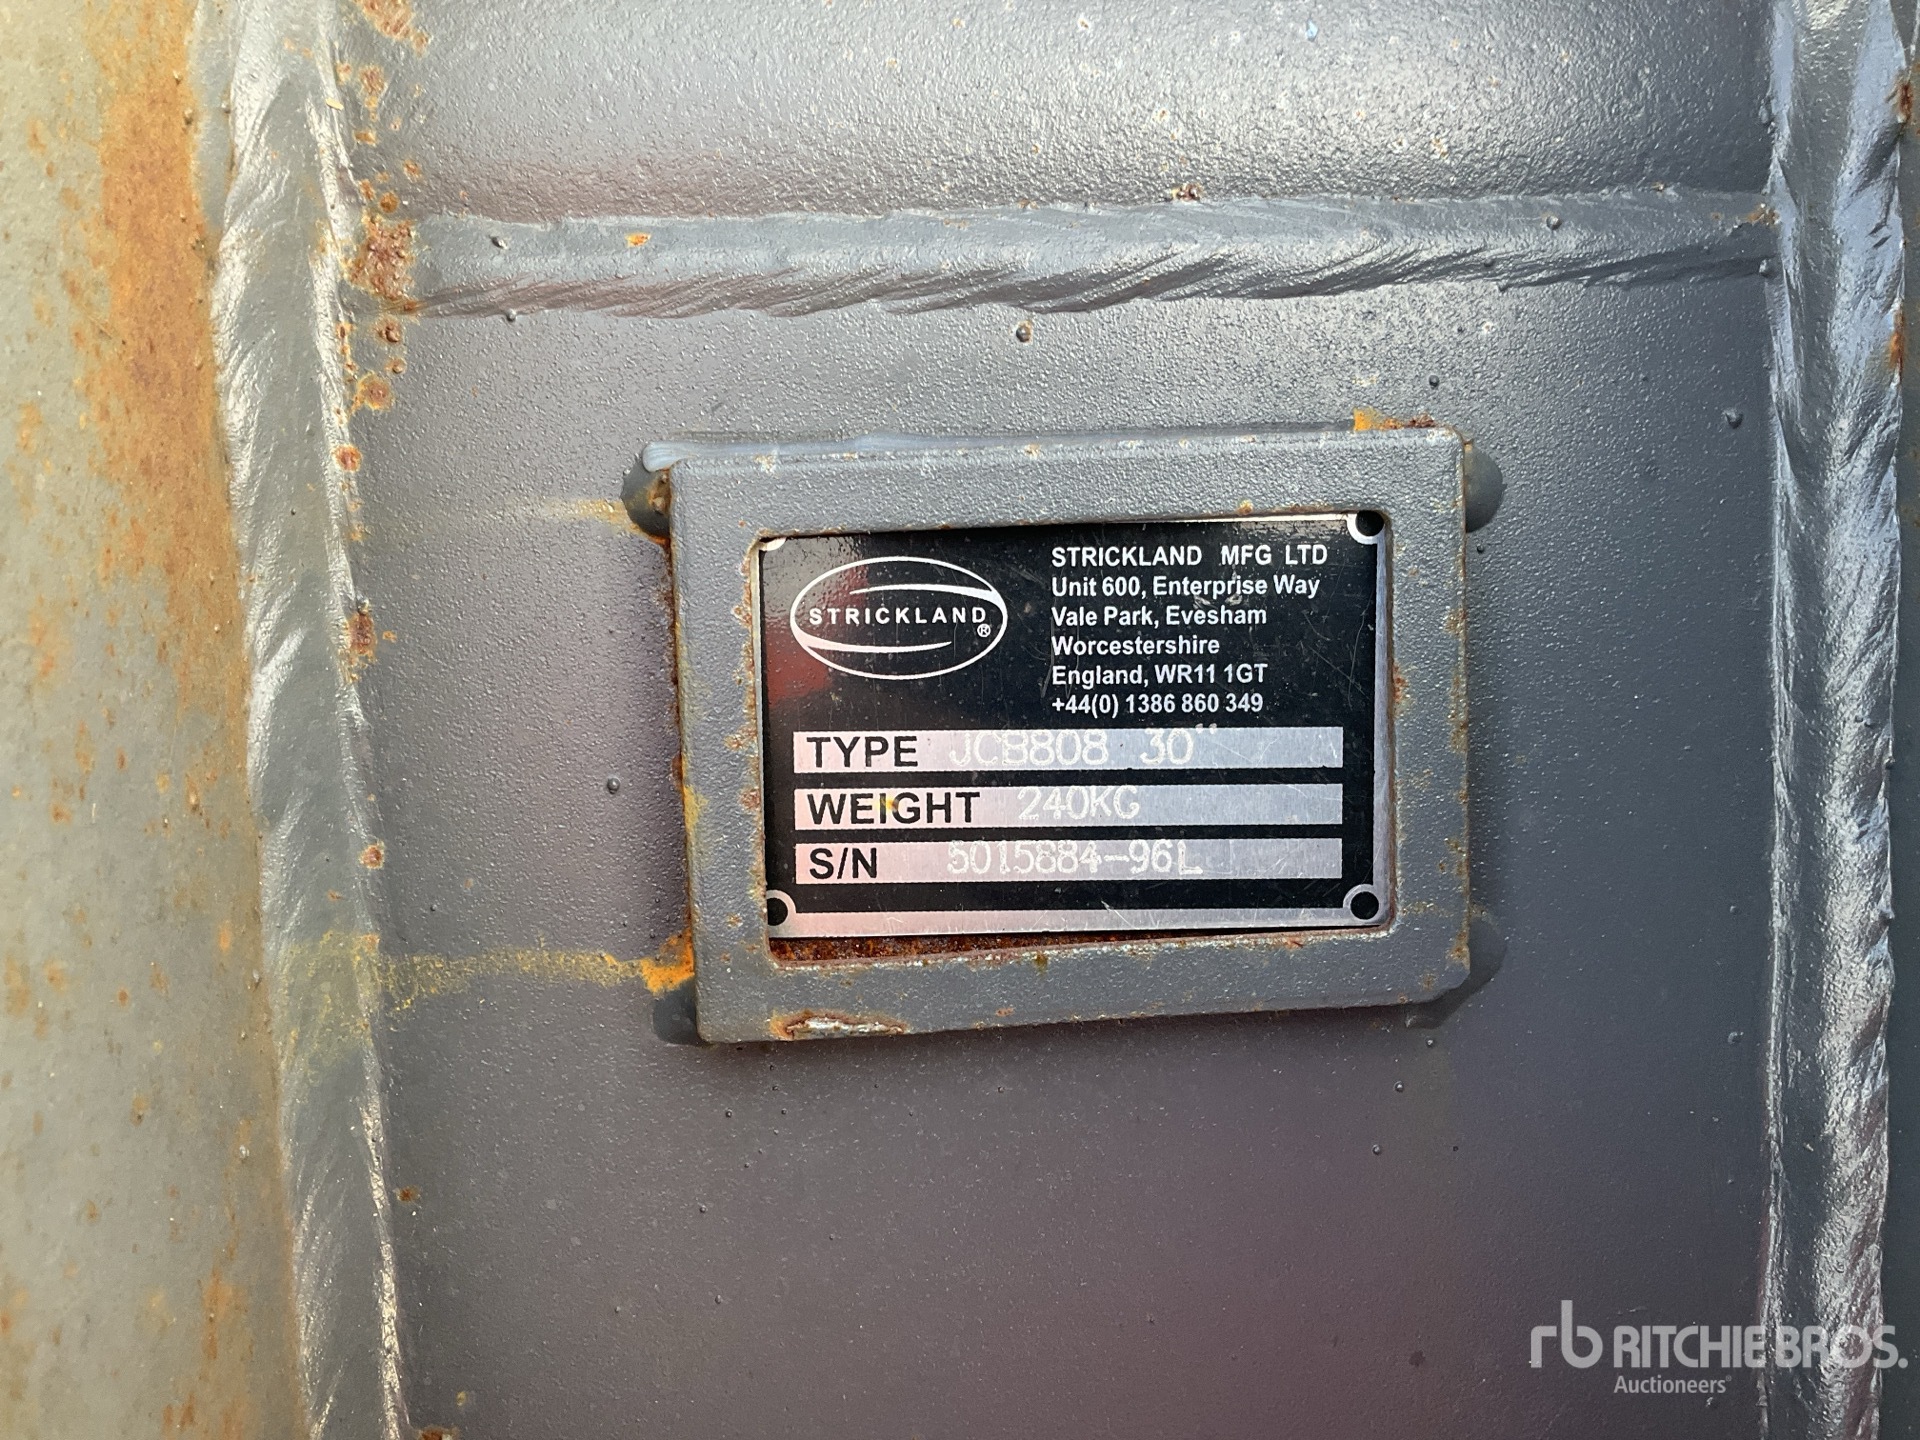 STRICKLAND®
STRICKLAND MFG LTD
Unit 600, Enterprise Way
Vale Park, Evesham
Worcestershire
England, WR11 1GT
+44(0) 1386 860 349
TYPE JCB808 30"
WEIGHT 240KG
S/N 5015884-96L
rb RITCHIE BROS.
Auctioneers